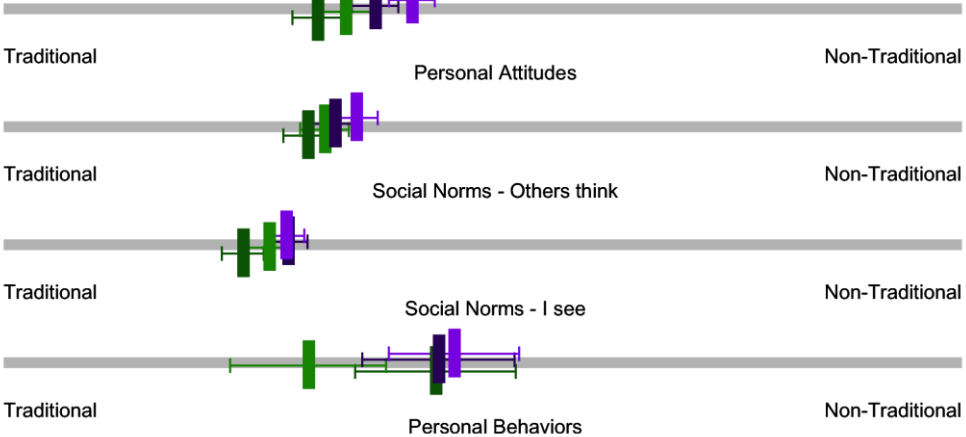 Traditional Non-Traditional
Personal Attitudes
Traditional Non-Traditional
Social Norms - Others think
Traditional Non-Traditional
Social Norms - I see
Traditional Non-Traditional
Personal Behaviors